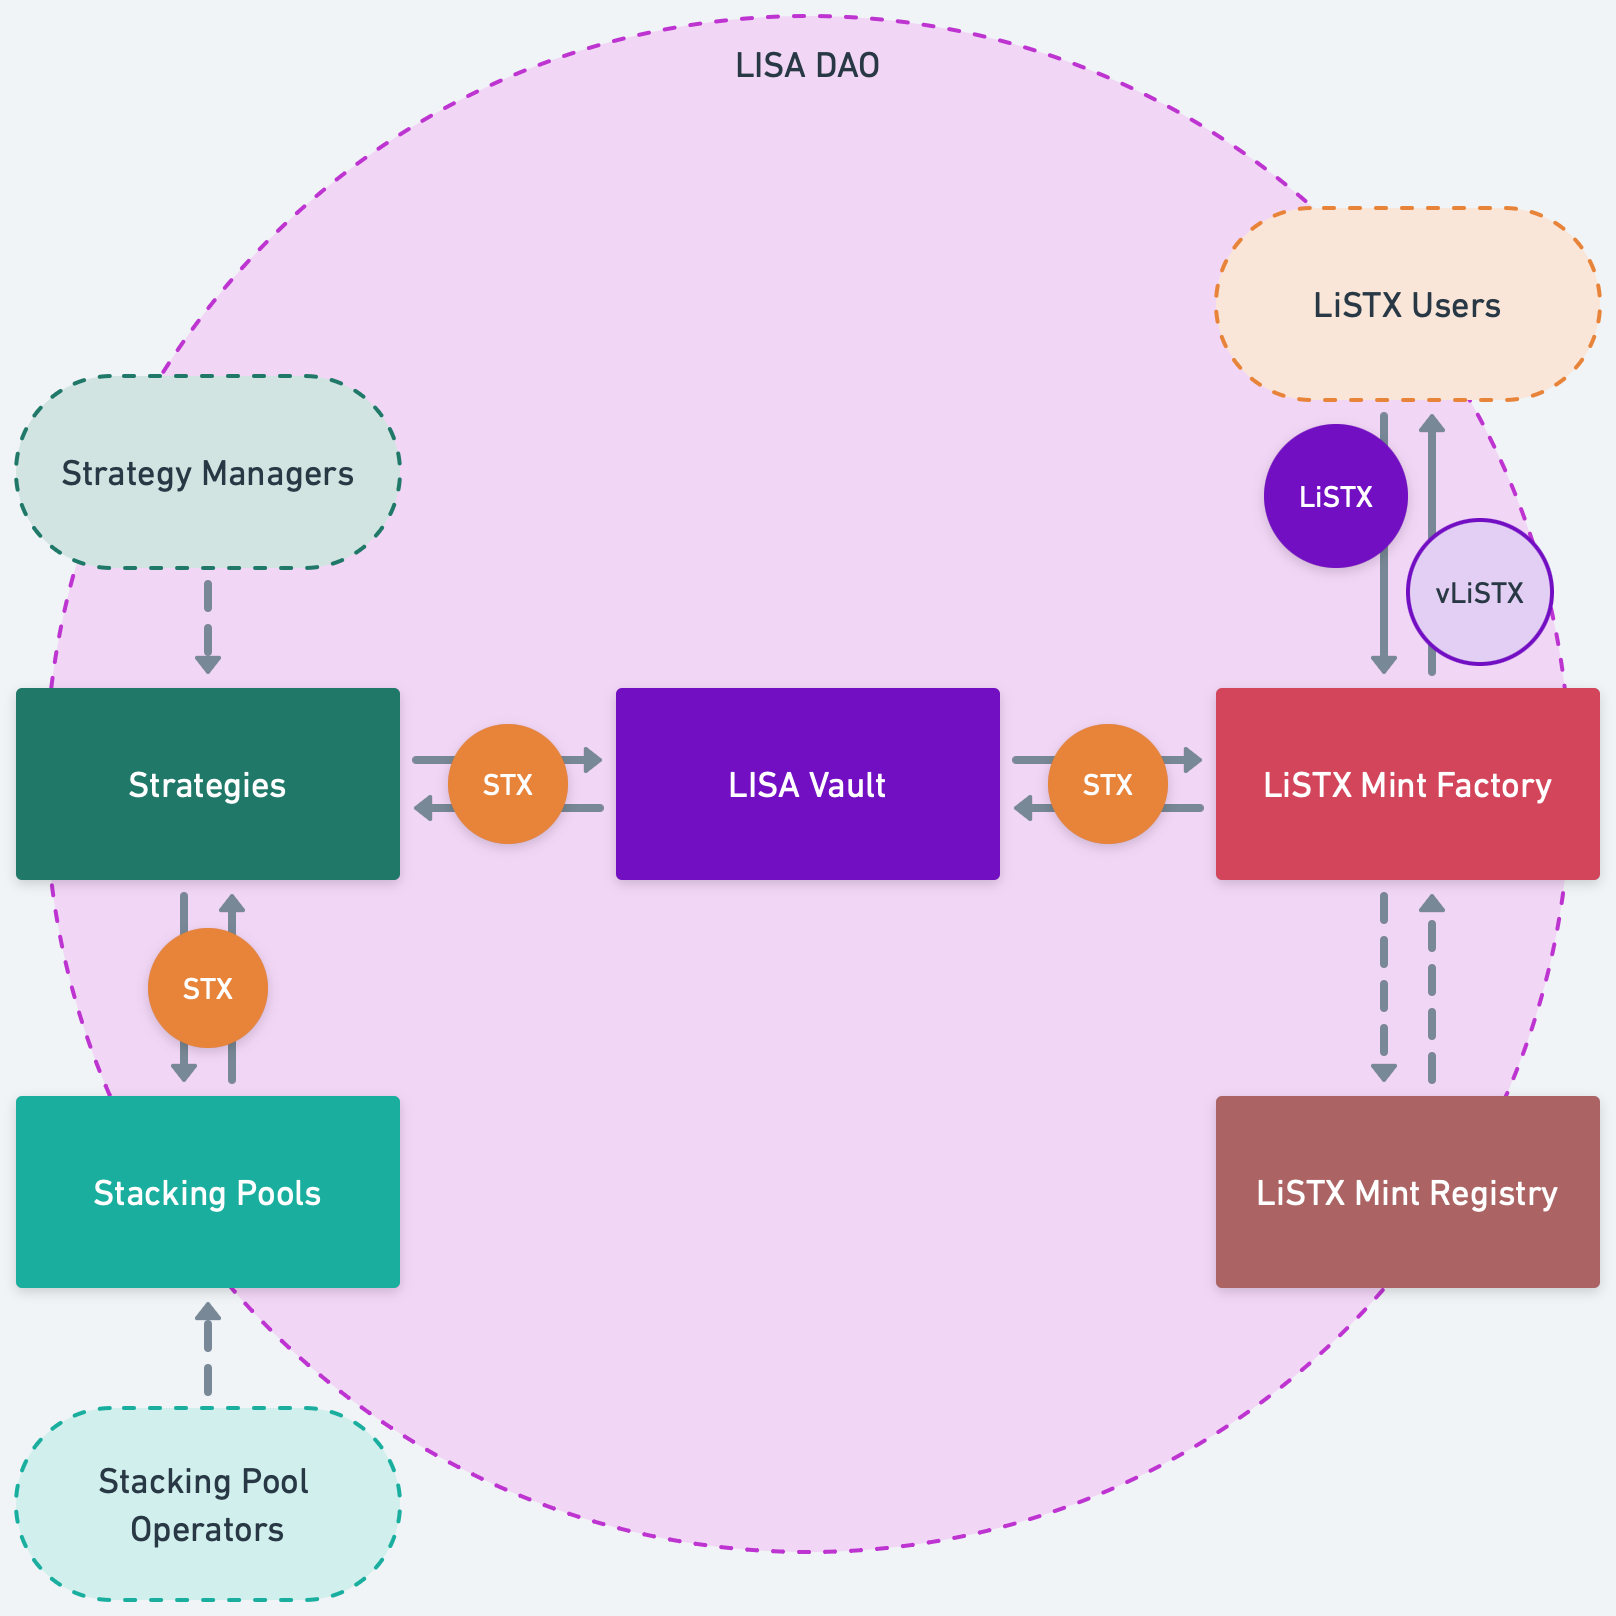 LISA DAO
LiSTX Users
Strategy Managers
LiSTX
vLiSTX
Strategies
STX
LISA Vault
STX
LiSTX Mint Factory
STX
Stacking Pools
LiSTX Mint Registry
Stacking Pool
Operators